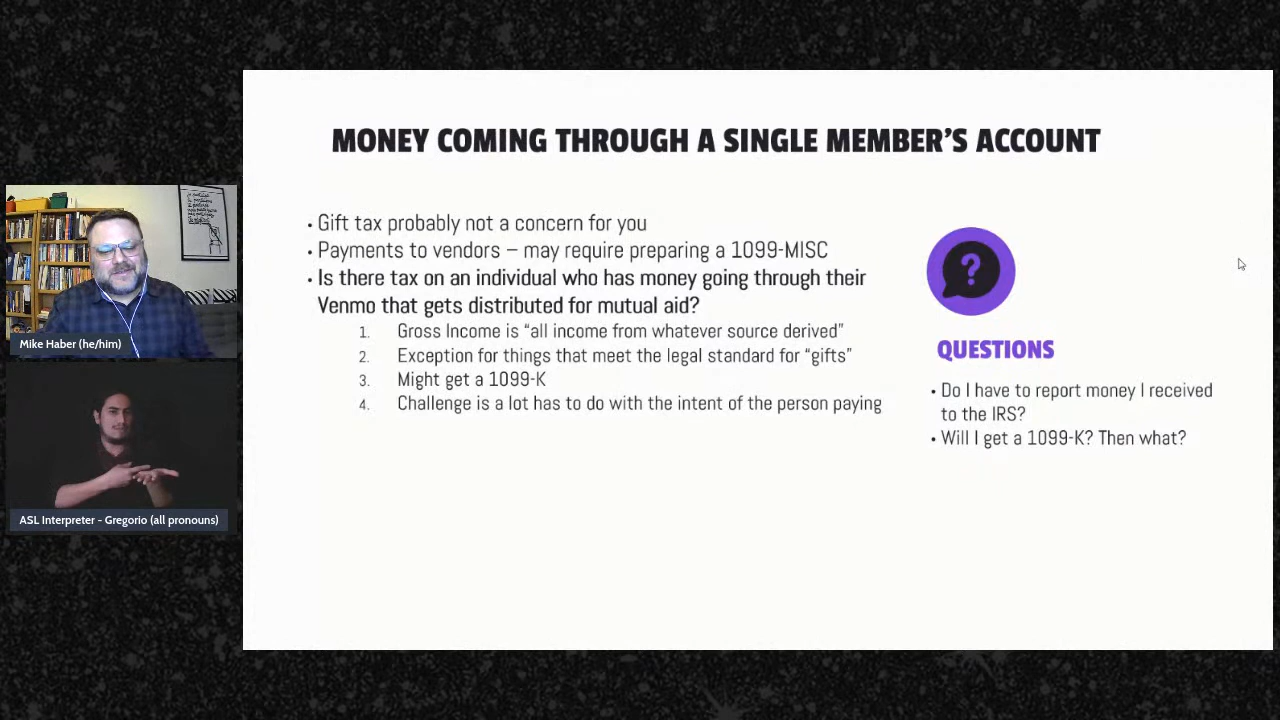 MONEY COMING THROUGH A SINGLE MEMBER'S ACCOUNT
• Gift tax probably not a concern for you
• Payments to vendors – may require preparing a 1099-MISC
• Is there tax on an individual who has money going through their
Venmo that gets distributed for mutual aid?
1. Gross Income is “all income from whatever source derived”
2. Exception for things that meet the legal standard for “gifts”
3. Might get a 1099-K
4. Challenge is a lot has to do with the intent of the person paying
?
QUESTIONS
• Do I have to report money I received
to the IRS?
• Will I get a 1099-K? Then what?
Mike Haber (he/him)
ASL Interpreter - Gregorio (all pronouns)